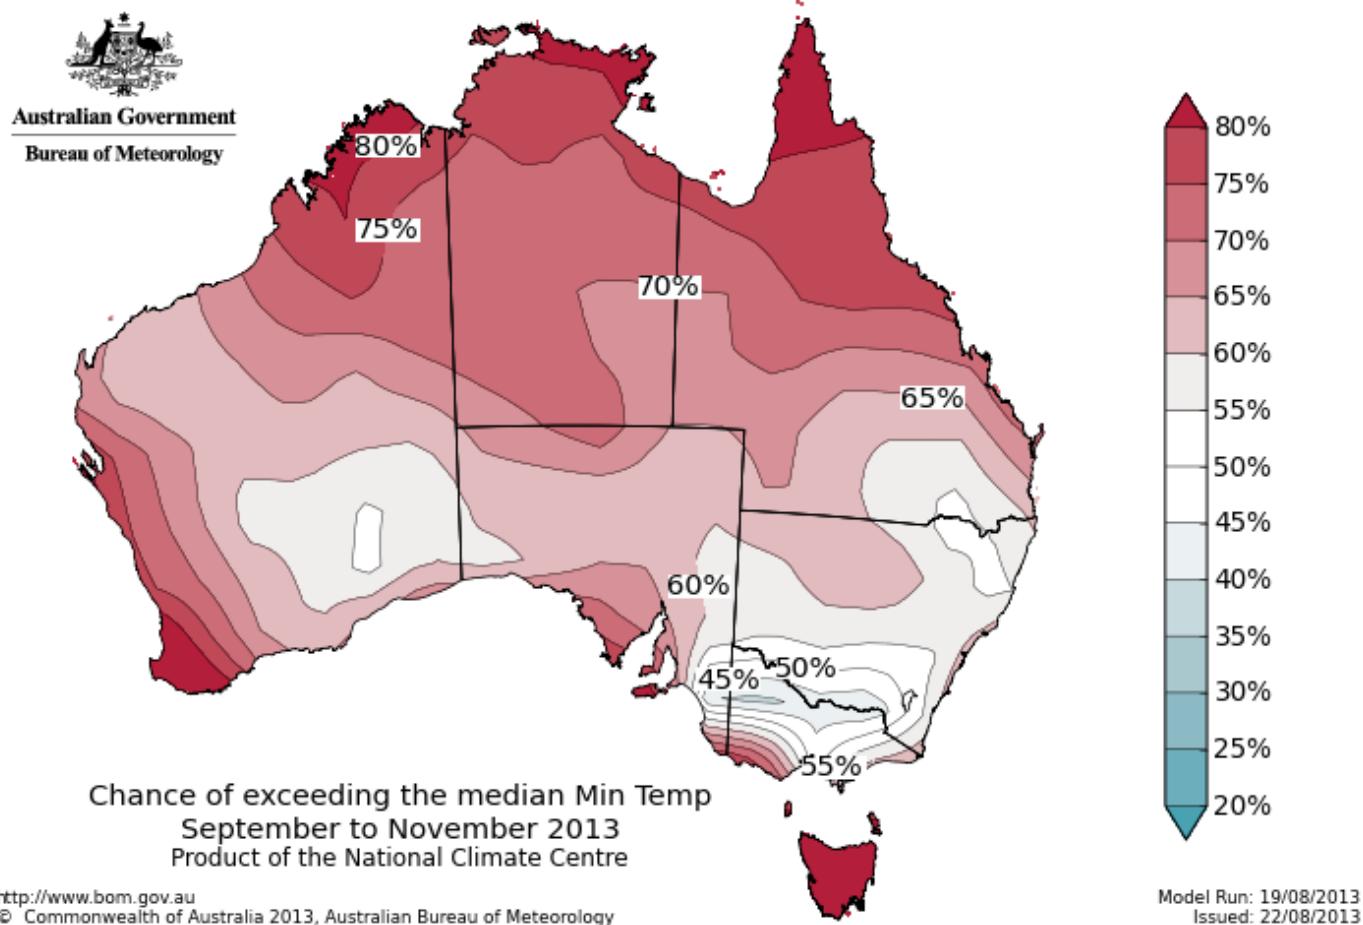 Australian Government
Bureau of Meteorology
80%
75%
70%
65%
60%
50%
45%
55%
80%
75%
70%
65%
60%
55%
50%
45%
40%
35%
30%
25%
20%
Chance of exceeding the median Min Temp
September to November 2013
Product of the National Climate Centre
http://www.bom.gov.au
© Commonwealth of Australia 2013, Australian Bureau of Meteorology
Model Run: 19/08/2013
Issued: 22/08/2013